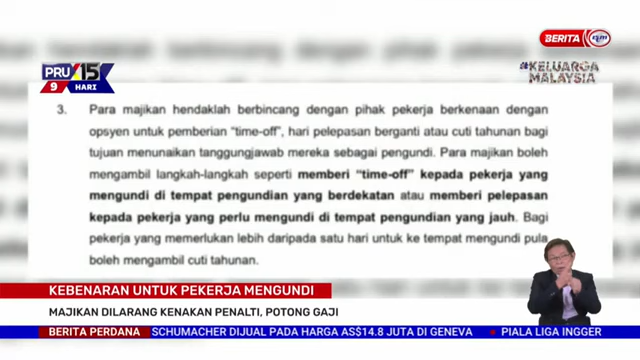 PRU 15
9 HARI
BERITA rtm
#KELUARGA
MALAYSIA
3. Para majikan hendaklah berbincang dengan pihak pekerja berkenaan dengan
opsyen untuk pemberian “time-off”, hari pelepasan berganti atau cuti tahunan bagi
tujuan menunaikan tanggungjawab mereka sebagai pengundi. Para majikan boleh
mengambil langkah-langkah seperti memberi “time-off” kepada pekerja yang
mengundi di tempat pengundian yang berdekatan atau memberi pelepasan
kepada pekerja yang perlu mengundi di tempat pengundian yang jauh. Bagi
pekerja yang memerlukan lebih daripada satu hari untuk ke tempat mengundi pula
boleh mengambil cuti tahunan.
KEBENARAN UNTUK PEKERJA MENGUNDI
MAJIKAN DILARANG KENAKAN PENALTI, POTONG GAJI
BERITA PERDANA SCHUMACHER DIJUAL PADA HARGA AS$14.8 JUTA DI GENEVA PIALA LIGA INGGER